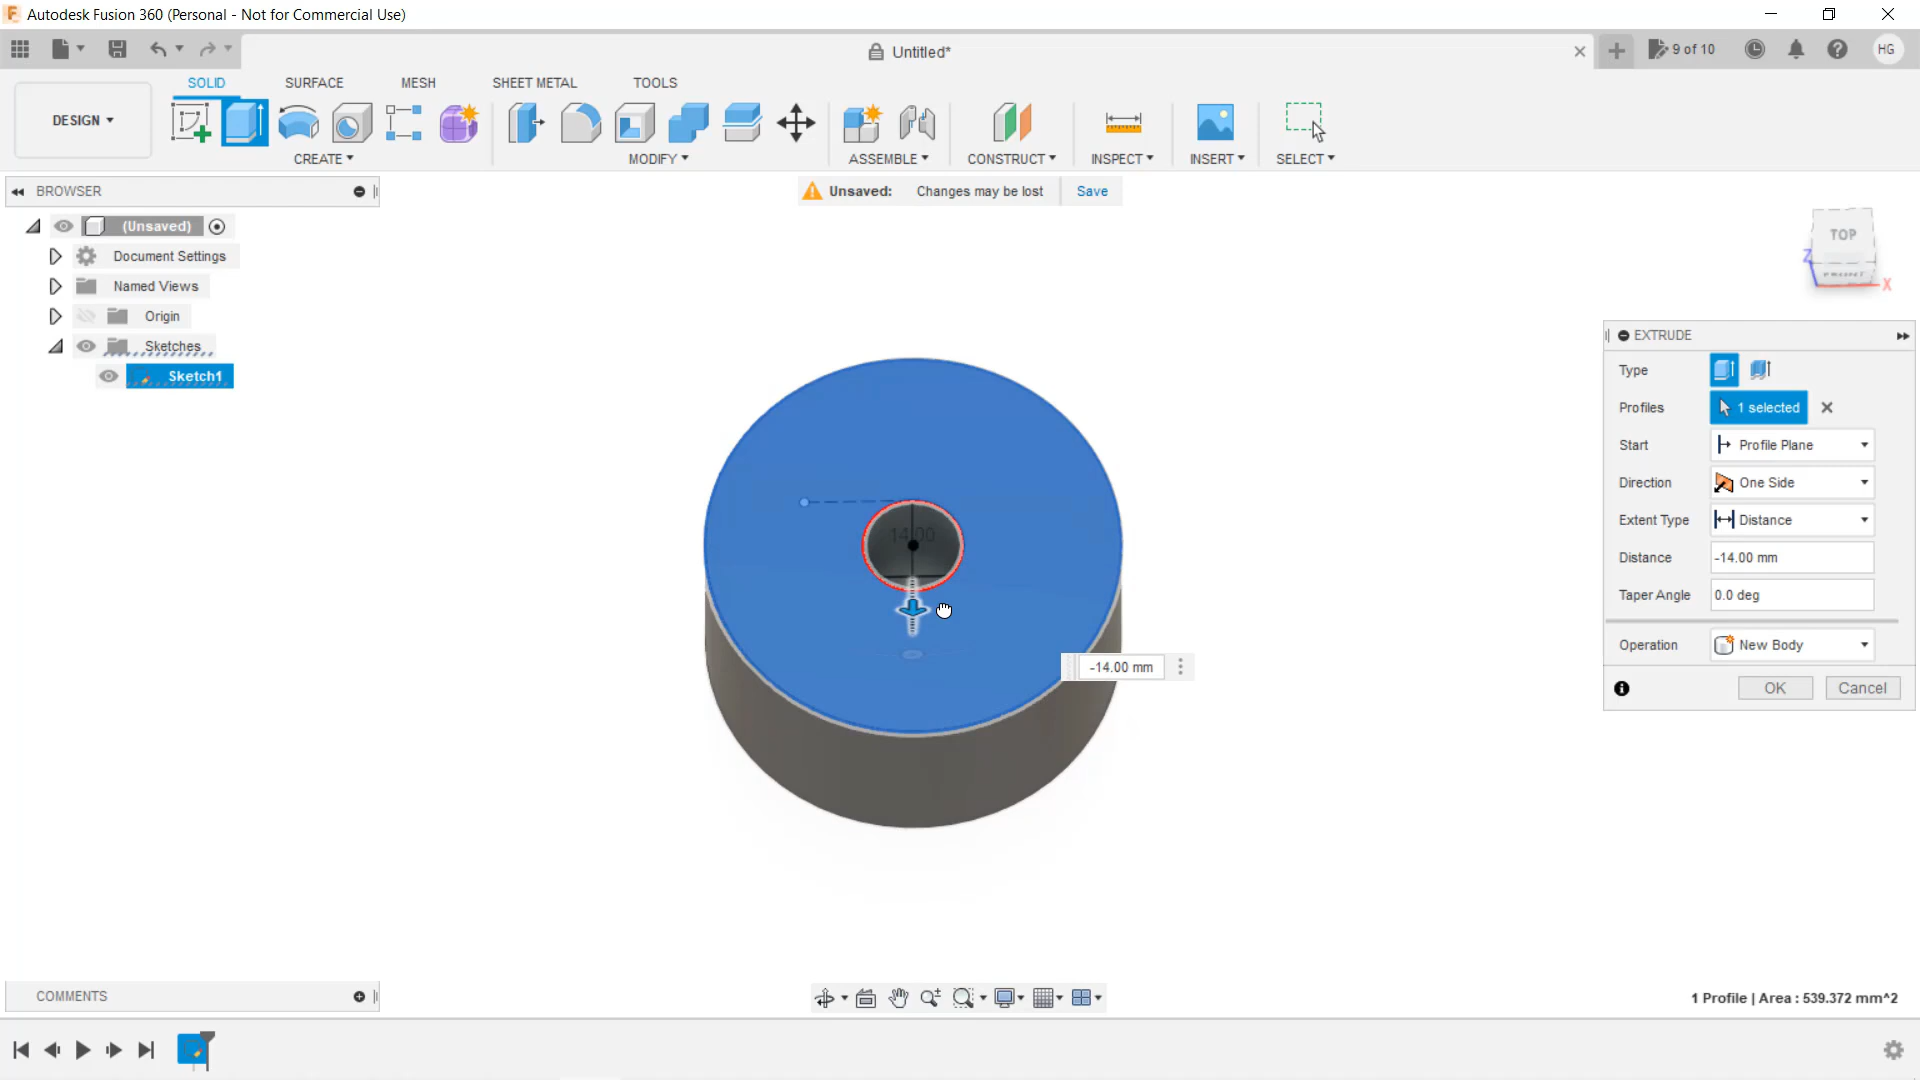 Autodesk Fusion 360 (Personal - Not for Commercial Use)
Untitled*
9 of 10
HG
SOLID
SURFACE
MESH
SHEET METAL
TOOLS
DESIGN
CREATE
MODIFY
ASSEMBLE
CONSTRUCT
INSPECT
INSERT
SELECT
BROWSER
Unsaved: Changes may be lost
Save
(Unsaved)
Document Settings
Named Views
Origin
Sketches
Sketch1
TOP
FRONT
Z
X
EXTRUDE
Type
Profiles 1 selected
Start Profile Plane
Direction One Side
Extent Type Distance
Distance -14.00 mm
Taper Angle 0.0 deg
Operation New Body
OK Cancel
14.00
-14.00 mm
COMMENTS
1 Profile | Area : 539.372 mm^2